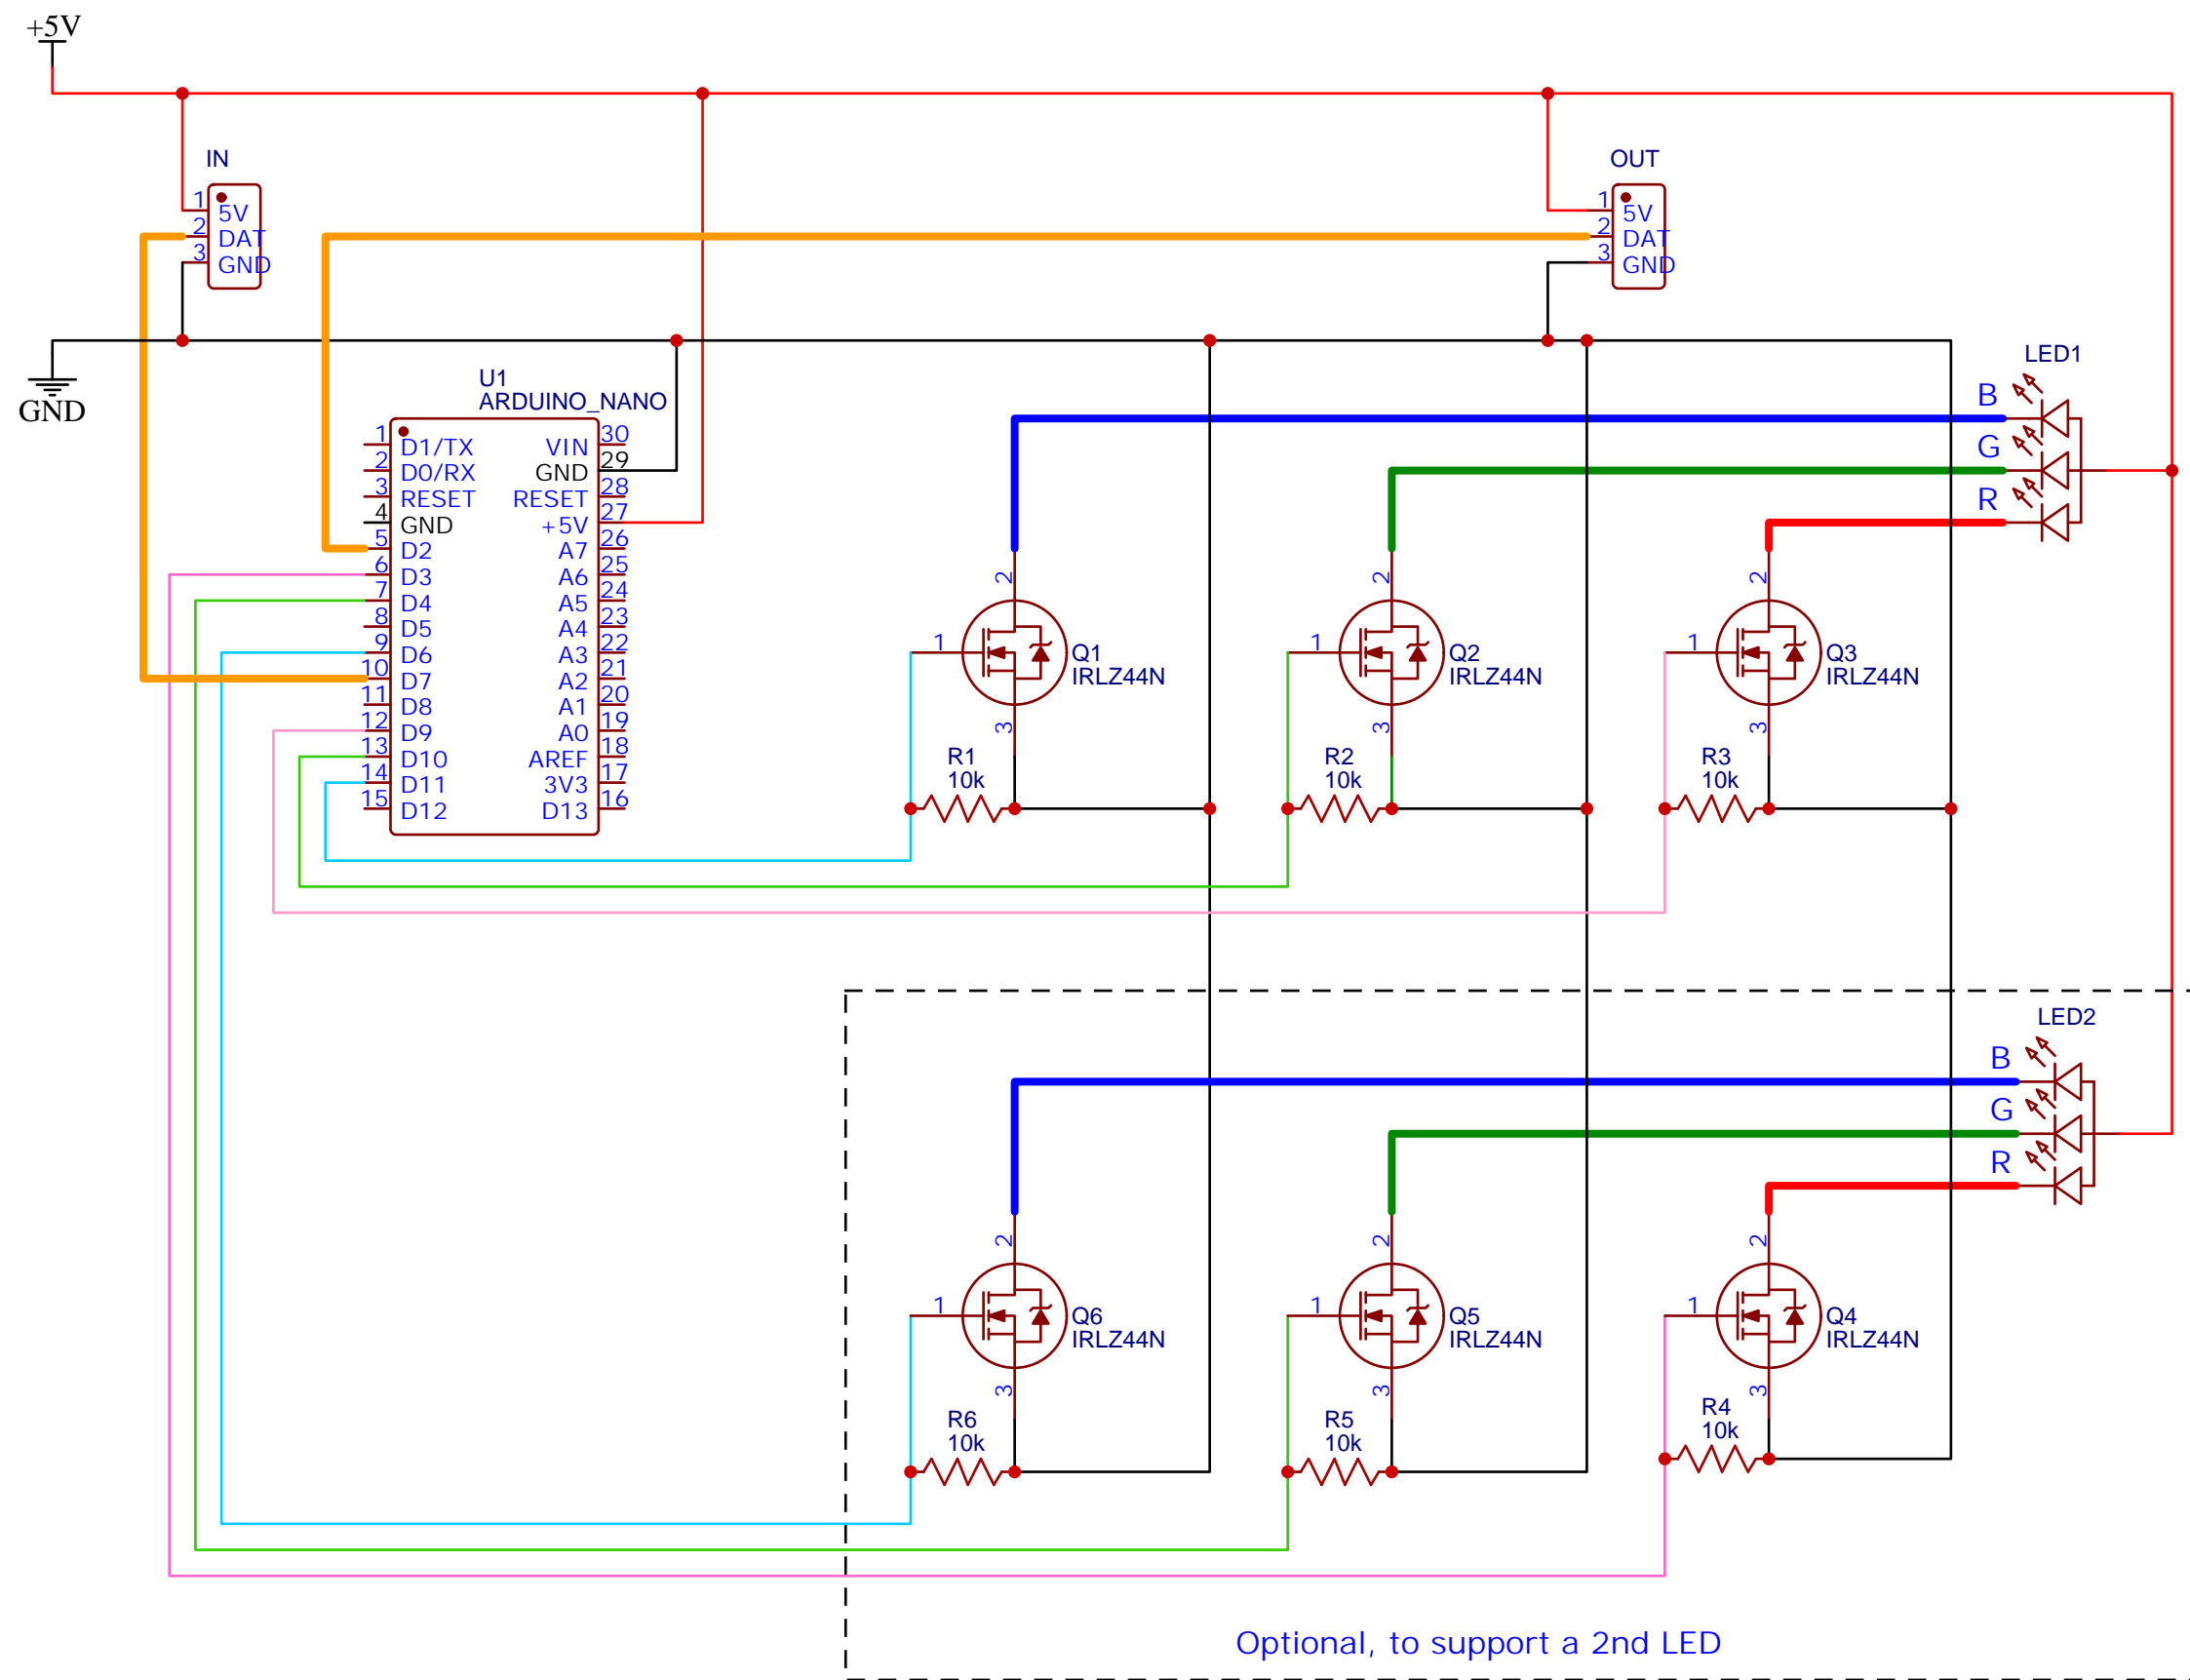 +5V
IN
1
5V
2
DAT
3
GND
OUT
1
5V
2
DAT
3
GND
GND
U1
ARDUINO_NANO
1 D1/TX VIN 30
2 D0/RX GND 29
3 RESET RESET 28
4 GND +5V 27
5 D2 A7 26
6 D3 A6 25
7 D4 A5 24
8 D5 A4 23
9 D6 A3 22
10 D7 A2 21
11 D8 A1 20
12 D9 A0 19
13 D10 AREF 18
14 D11 3V3 17
15 D12 D13 16
LED1
B
G
R
2
1
3
Q1
IRLZ44N
R1
10k
2
1
3
Q2
IRLZ44N
R2
10k
2
1
3
Q3
IRLZ44N
R3
10k
LED2
B
G
R
2
1
3
Q6
IRLZ44N
R6
10k
2
1
3
Q5
IRLZ44N
R5
10k
2
1
3
Q4
IRLZ44N
R4
10k
Optional, to support a 2nd LED